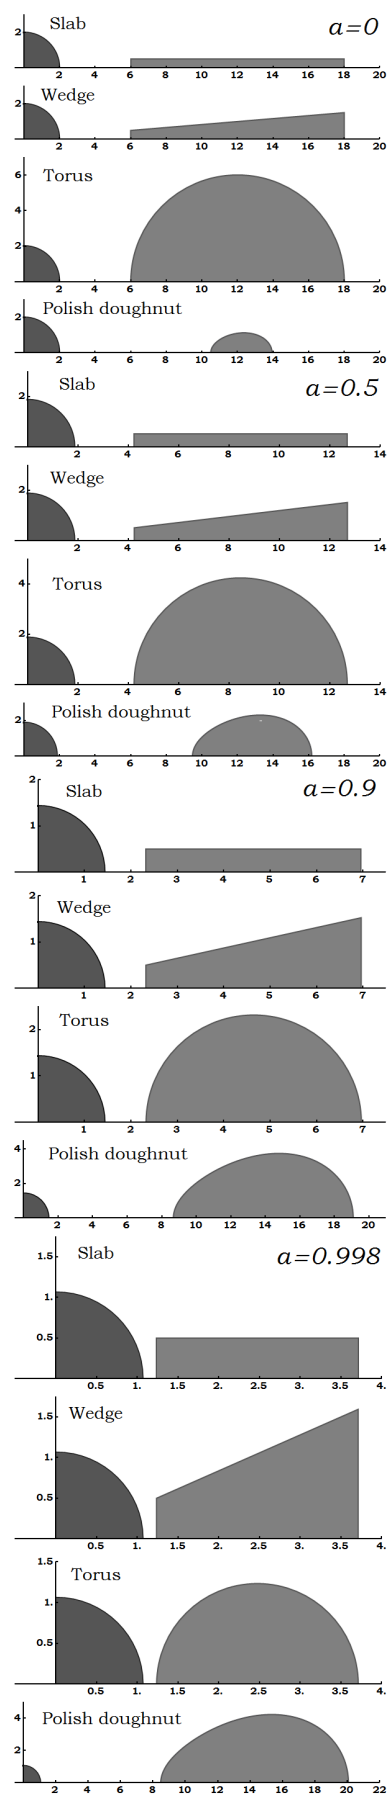 Slab
a=0
2
2 4 6 8 10 12 14 16 18 20
Wedge
2
2 4 6 8 10 12 14 16 18 20
6
Torus
4
2
2 4 6 8 10 12 14 16 18 20
Polish doughnut
2
2 4 6 8 10 12 14 16 18 20
Slab
a=0.5
2
2 4 6 8 10 12 14
Wedge
2
2 4 6 8 10 12 14
Torus
4
2
2 4 6 8 10 12 14
Polish doughnut
2
2 4 6 8 10 12 14 16 18 20
2
Slab
a=0.9
1
1 2 3 4 5 6 7
2
Wedge
1
1 2 3 4 5 6 7
Torus
2
1
1 2 3 4 5 6 7
4
Polish doughnut
2
2 4 6 8 10 12 14 16 18 20
Slab
a=0.998
1.5
1.
0.5
0.5 1. 1.5 2. 2.5 3. 3.5 4.
Wedge
1.5
1.
0.5
0.5 1. 1.5 2. 2.5 3. 3.5 4.
1.5
Torus
1.
0.5
0.5 1. 1.5 2. 2.5 3. 3.5 4.
Polish doughnut
4
2
2 4 6 8 10 12 14 16 18 20 22